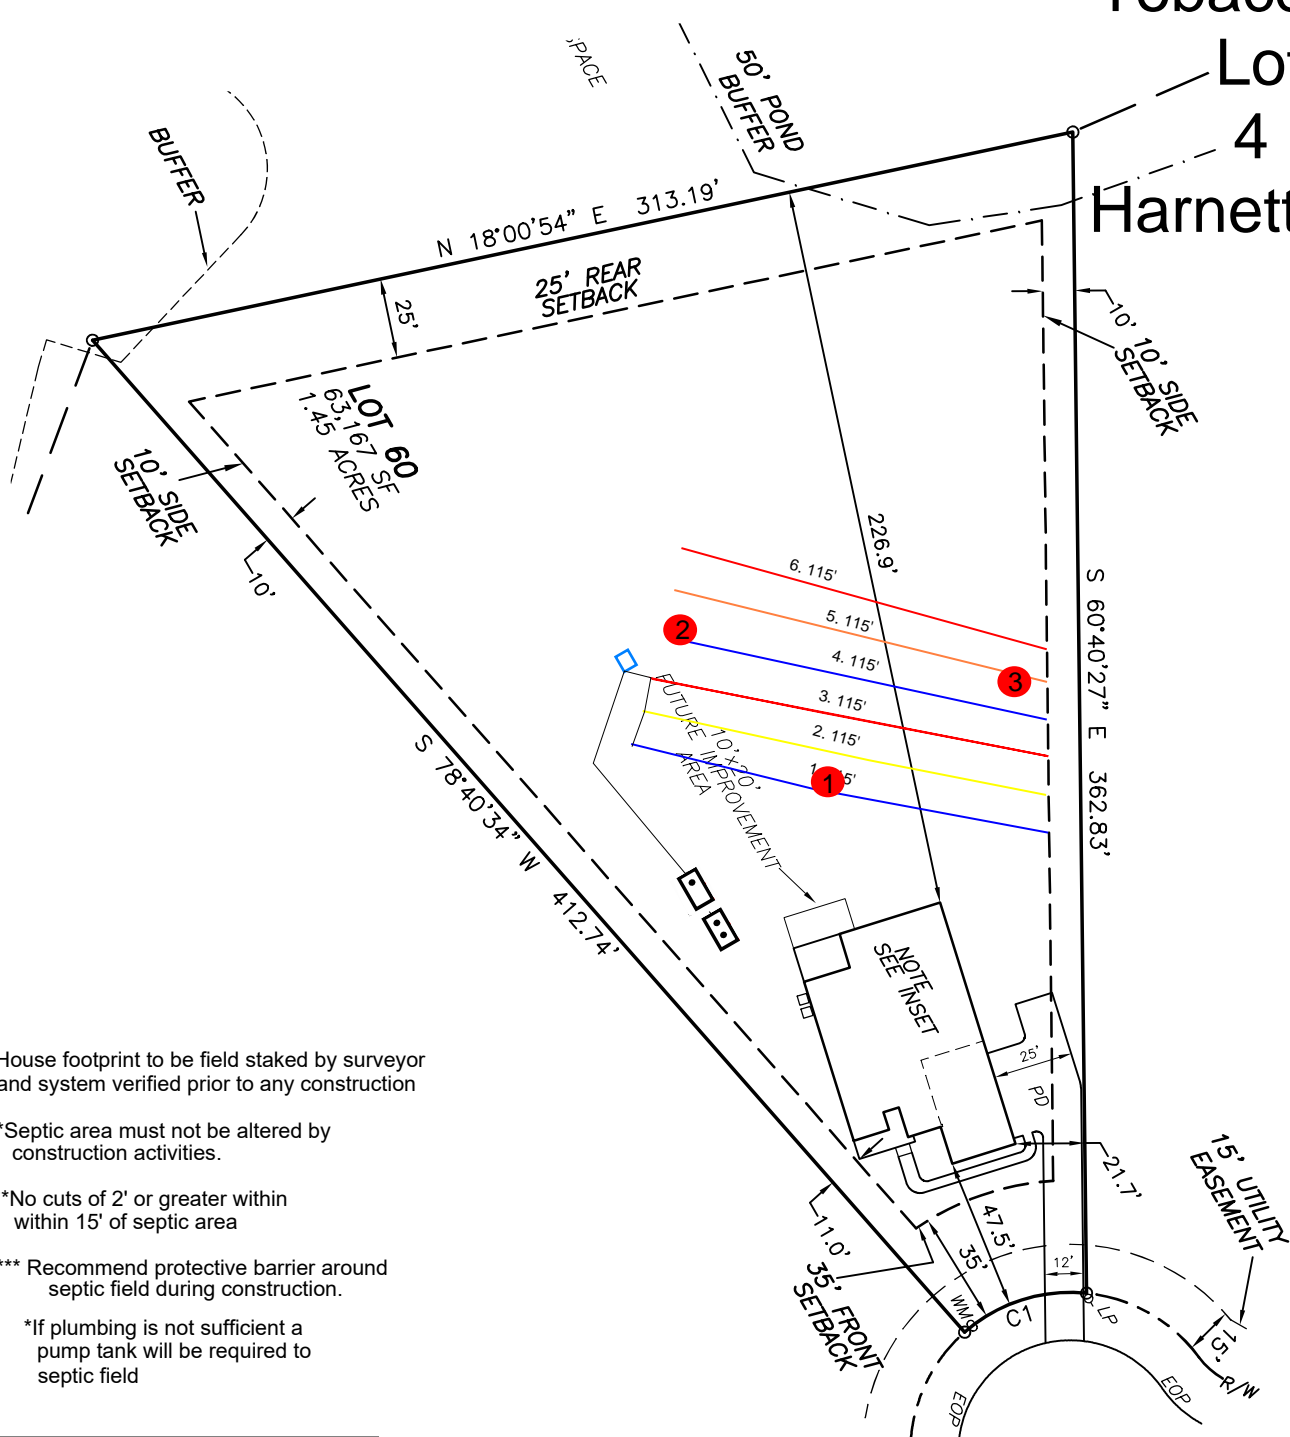 Lot
4
Harnett
SPACE
50' POND
BUFFER
BUFFER
N 18°00'54" E 313.19'
25' REAR
SETBACK
25'
10'
10' SIDE
SETBACK
LOT 60
63,167 SF
1.45 ACRES
10' SIDE
SETBACK
10'
226.9'
6. 115'
5. 115'
4. 115'
3. 115'
2. 115'
2
3
1
S 60°40'27" E 362.83'
10'x20'
FUTURE IMPROVEMENT
AREA
S 78°40'34" W 412.74'
NOTE
SEE INSET
25'
PD
House footprint to be field staked by surveyor
and system verified prior to any construction
*Septic area must not be altered by
construction activities.
*No cuts of 2' or greater within
within 15' of septic area
*** Recommend protective barrier around
septic field during construction.
*If plumbing is not sufficient a
pump tank will be required to
septic field
21.7'
15' UTILITY
EASEMENT
11.0'
47.5'
35'
35' FRONT
SETBACK
12'
C1
LP
15'
R/W
EOP
EOP